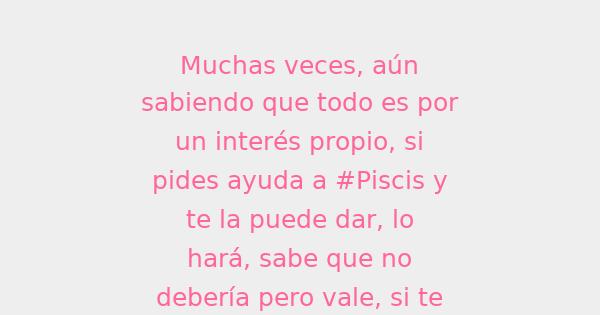 Muchas veces, aún
sabiendo que todo es por
un interés propio, si
pides ayuda a #Piscis y
te la puede dar, lo
hará, sabe que no
debería pero vale, si te